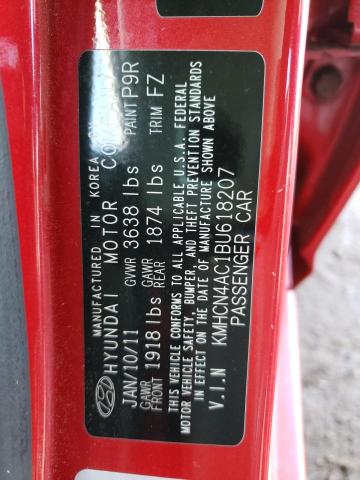 MANUFACTURED IN KOREA BY
HYUNDAI MOTOR COMPANY
JAN/10/11 GVWR 3638 lbs PAINT P9R
GAWR FRONT 1918 lbs GAWR REAR 1874 lbs TRIM FZ
THIS VEHICLE CONFORMS TO ALL APPLICABLE U.S.A. FEDERAL
MOTOR VEHICLE SAFETY, BUMPER, AND THEFT PREVENTION STANDARDS
IN EFFECT ON THE DATE OF MANUFACTURE SHOWN ABOVE
V.I.N KMHCN4AC1BU618207
PASSENGER CAR